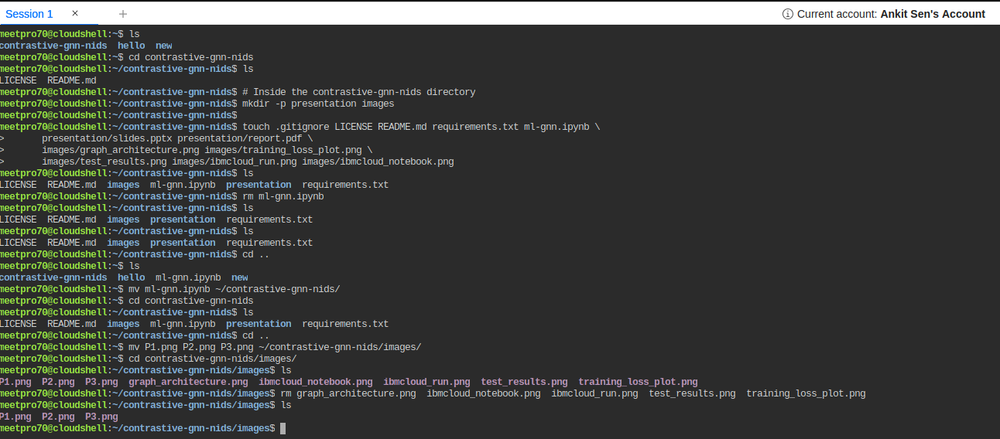 Session 1 × + Current account: Ankit Sen's Account
meetpro70@cloudshell:~$ ls
contrastive-gnn-nids  hello  new
meetpro70@cloudshell:~$ cd contrastive-gnn-nids
meetpro70@cloudshell:~/contrastive-gnn-nids$ ls
LICENSE  README.md
meetpro70@cloudshell:~/contrastive-gnn-nids$ # Inside the contrastive-gnn-nids directory
meetpro70@cloudshell:~/contrastive-gnn-nids$ mkdir -p presentation images
meetpro70@cloudshell:~/contrastive-gnn-nids$
meetpro70@cloudshell:~/contrastive-gnn-nids$ touch .gitignore LICENSE README.md requirements.txt ml-gnn.ipynb \
>       presentation/slides.pptx presentation/report.pdf \
>       images/graph_architecture.png images/training_loss_plot.png \
>       images/test_results.png images/ibmcloud_run.png images/ibmcloud_notebook.png
meetpro70@cloudshell:~/contrastive-gnn-nids$ ls
LICENSE  README.md  images  ml-gnn.ipynb  presentation  requirements.txt
meetpro70@cloudshell:~/contrastive-gnn-nids$ rm ml-gnn.ipynb
meetpro70@cloudshell:~/contrastive-gnn-nids$ ls
LICENSE  README.md  images  presentation  requirements.txt
meetpro70@cloudshell:~/contrastive-gnn-nids$ ls
LICENSE  README.md  images  presentation  requirements.txt
meetpro70@cloudshell:~/contrastive-gnn-nids$ cd ..
meetpro70@cloudshell:~$ ls
contrastive-gnn-nids  hello  ml-gnn.ipynb  new
meetpro70@cloudshell:~$ mv ml-gnn.ipynb ~/contrastive-gnn-nids/
meetpro70@cloudshell:~$ cd contrastive-gnn-nids
meetpro70@cloudshell:~/contrastive-gnn-nids$ ls
LICENSE  README.md  images  ml-gnn.ipynb  presentation  requirements.txt
meetpro70@cloudshell:~/contrastive-gnn-nids$ cd ..
meetpro70@cloudshell:~$ mv P1.png P2.png P3.png ~/contrastive-gnn-nids/images/
meetpro70@cloudshell:~$ cd contrastive-gnn-nids/images/
meetpro70@cloudshell:~/contrastive-gnn-nids/images$ ls
P1.png  P2.png  P3.png  graph_architecture.png  ibmcloud_notebook.png  ibmcloud_run.png  test_results.png  training_loss_plot.png
meetpro70@cloudshell:~/contrastive-gnn-nids/images$ rm graph_architecture.png  ibmcloud_notebook.png  ibmcloud_run.png  test_results.png  training_loss_plot.png
meetpro70@cloudshell:~/contrastive-gnn-nids/images$ ls
P1.png  P2.png  P3.png
meetpro70@cloudshell:~/contrastive-gnn-nids/images$